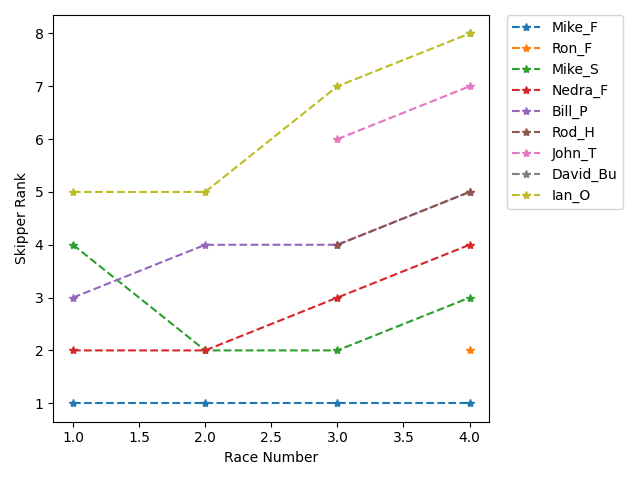 8
7
6
5
4
3
2
1
Skipper Rank
1.0 1.5 2.0 2.5 3.0 3.5 4.0
Race Number
Mike_F
Ron_F
Mike_S
Nedra_F
Bill_P
Rod_H
John_T
David_Bu
Ian_O